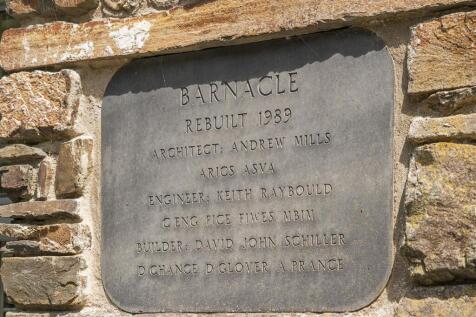 BARNACLE
REBUILT 1989
ARCHITECT: ANDREW MILLS
ARICS ASVA
ENGINEER: KEITH RAYBOULD
C ENG FICE FIWES MBIM
BUILDER: DAVID JOHN SCHILLER
D CHANCE D GLOVER A PRANCE